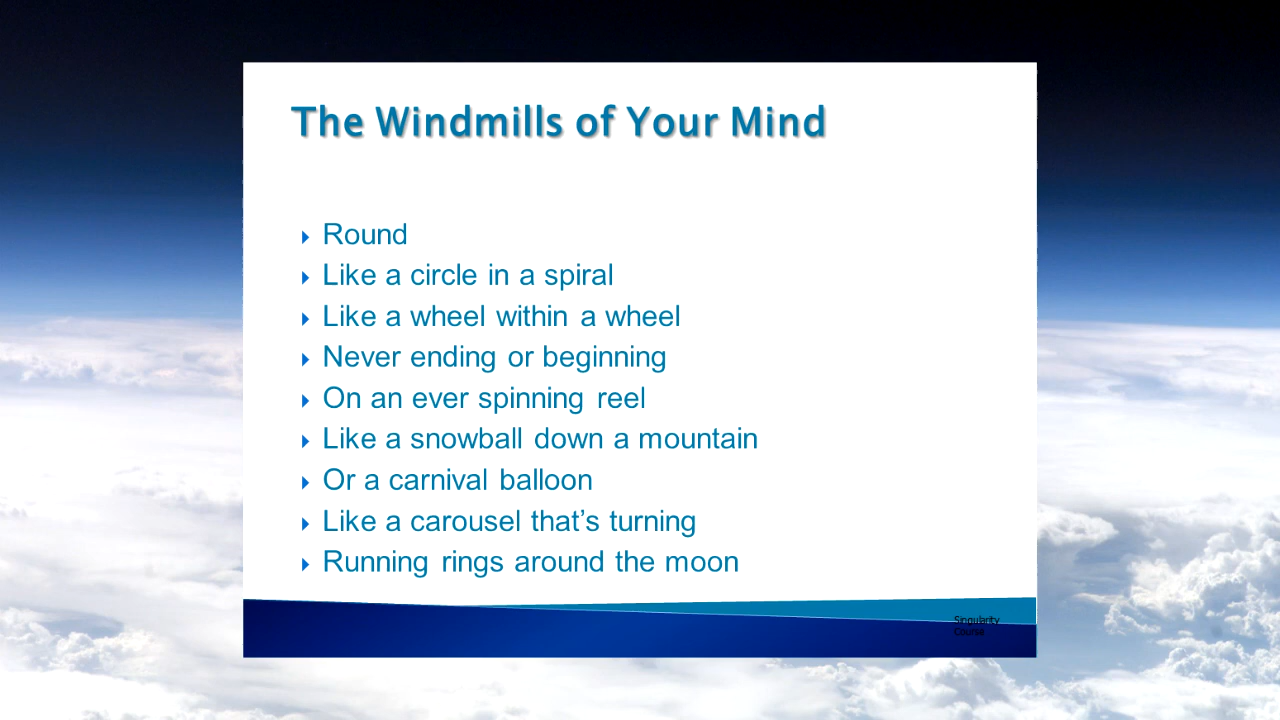 The Windmills of Your Mind
Round
Like a circle in a spiral
Like a wheel within a wheel
Never ending or beginning
On an ever spinning reel
Like a snowball down a mountain
Or a carnival balloon
Like a carousel that’s turning
Running rings around the moon
Singularity
Course